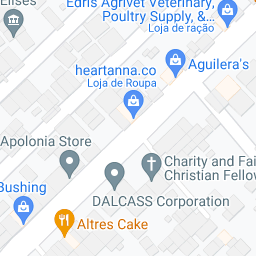 Elises
Edris Agrivet Veterinary,
Poultry Supply, &...
Loja de ração
heartanna.co
Loja de Roupa
Aguilera's
Apolonia Store
Charity and Fai
Christian Fellow
DALCASS Corporation
Bushing
Altres Cake